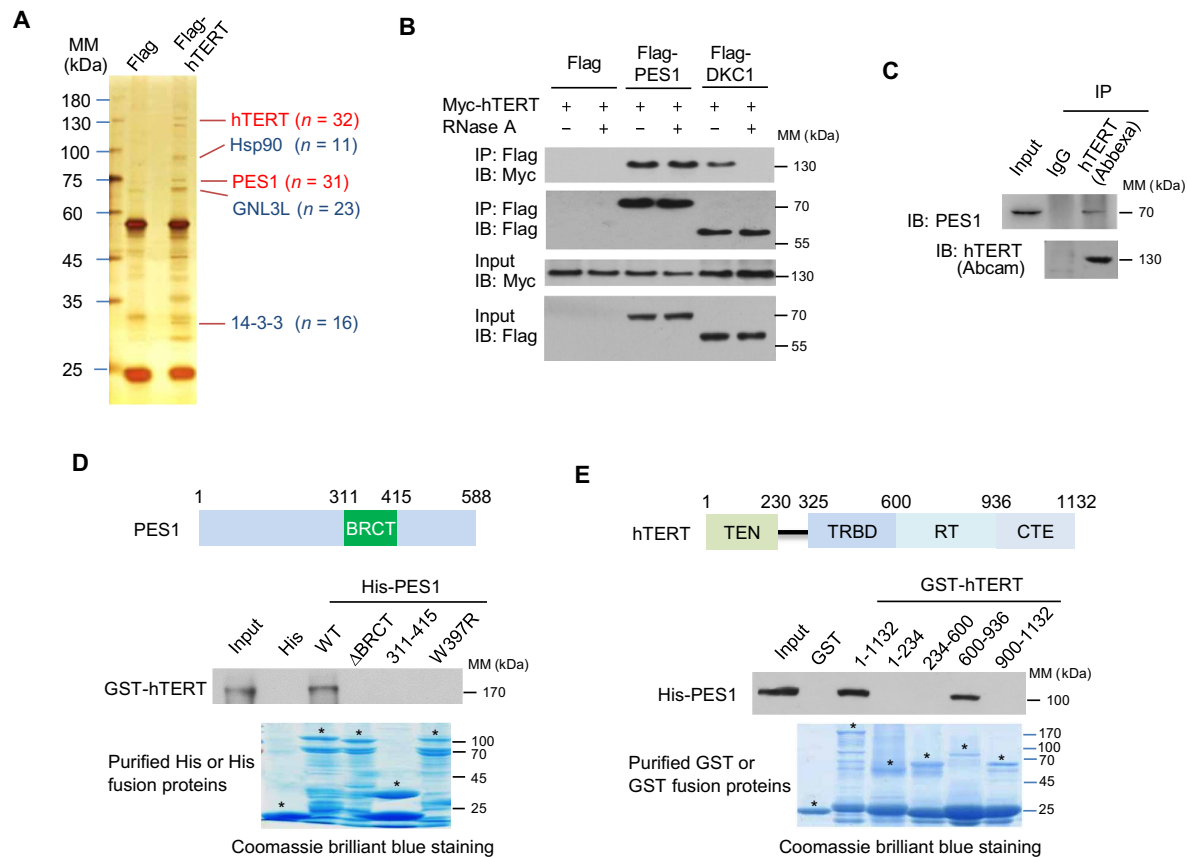 A
MM
(kDa)
Flag
Flag-
hTERT
180
130
100
75
60
45
35
25
hTERT (n = 32)
Hsp90 (n = 11)
PES1 (n = 31)
GNL3L (n = 23)
14-3-3 (n = 16)
B
Flag
Flag-
PES1
Flag-
DKC1
Myc-hTERT + + + + + +
RNase A – + – + – +
MM (kDa)
IP: Flag
IB: Myc
130
IP: Flag
IB: Flag
70
55
Input
IB: Myc
130
Input
IB: Flag
70
55
C
IP
Input
IgG
hTERT
(Abbexa)
MM (kDa)
IB: PES1
70
IB: hTERT
(Abcam)
130
D
1 311 415 588
PES1
BRCT
His-PES1
Input
His
WT
ΔBRCT
311-415
W397R
MM (kDa)
GST-hTERT
170
Purified His or His
fusion proteins
* * * * *
100
70
45
25
Coomassie brilliant blue staining
E
1 230 325 600 936 1132
hTERT
TEN TRBD RT CTE
GST-hTERT
Input
GST
1-1132
1-234
234-600
600-936
900-1132
MM (kDa)
His-PES1
100
Purified GST or
GST fusion proteins
* * * * * *
170
100
70
45
25
Coomassie brilliant blue staining